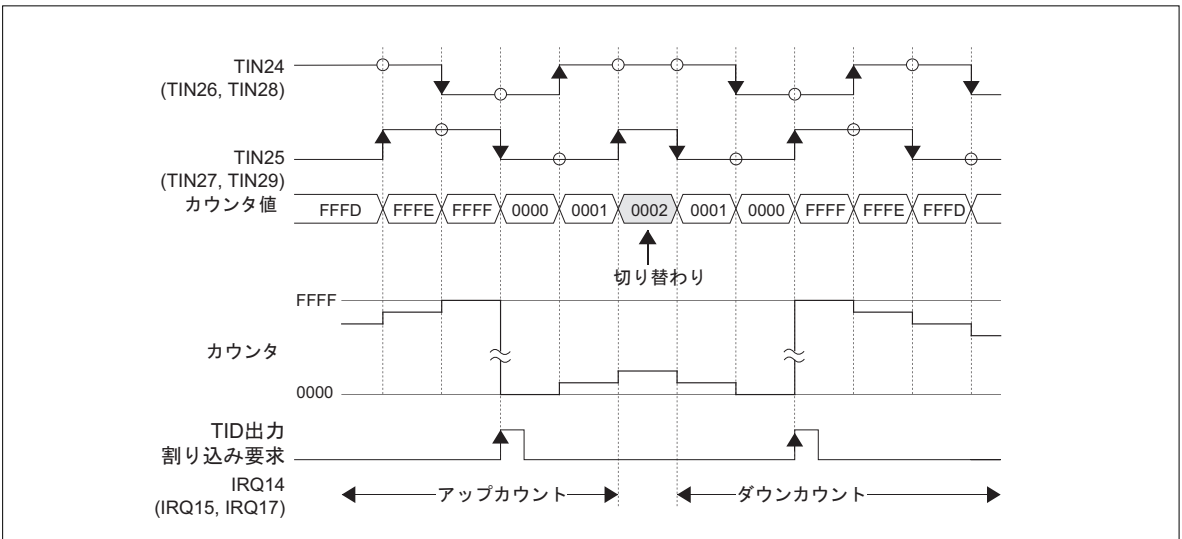 TIN24
(TIN26, TIN28)
TIN25
(TIN27, TIN29)
カウンタ値
FFFD FFFE FFFF 0000 0001 0002 0001 0000 FFFF FFFE FFFD
切り替わり
FFFF
カウンタ
0000
TID出力
割り込み要求
IRQ14
(IRQ15, IRQ17)
アップカウント ダウンカウント